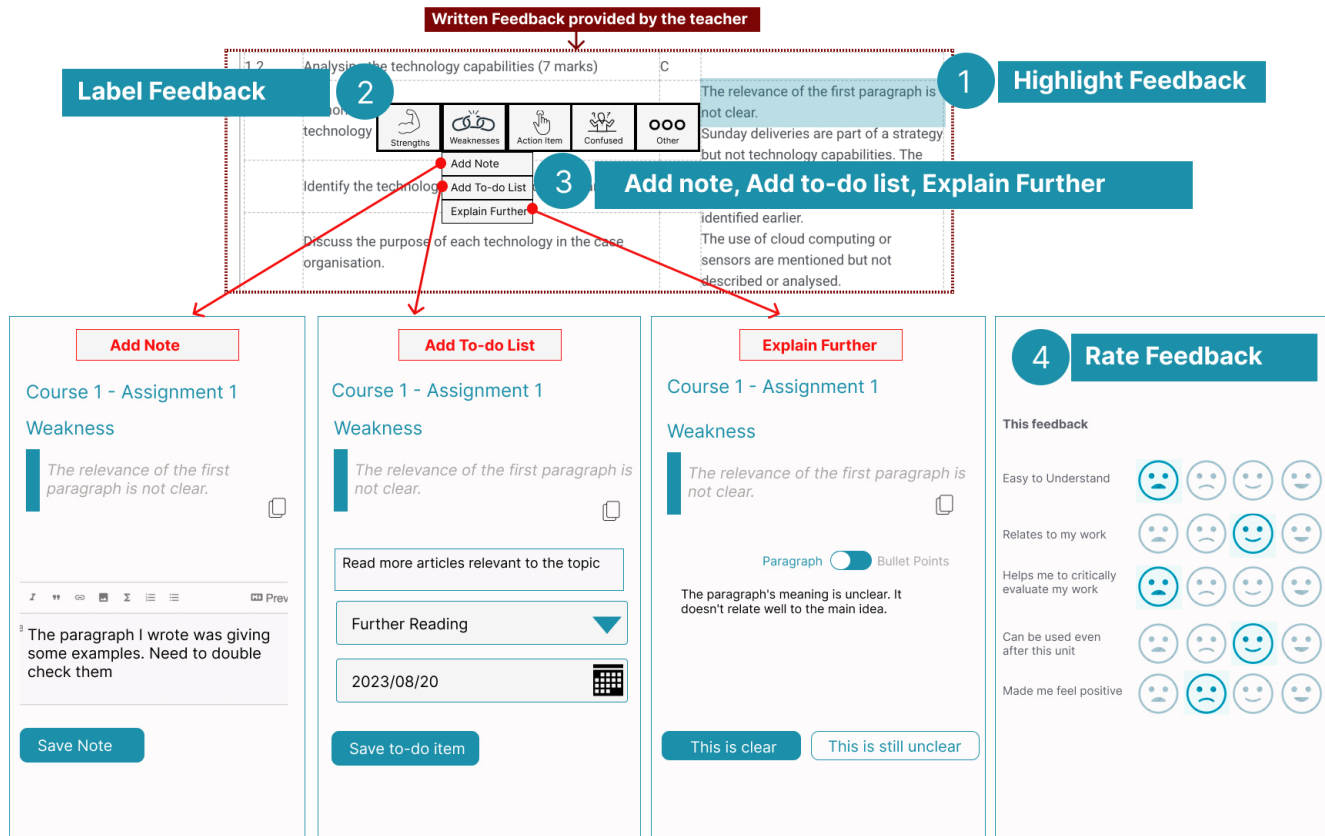 Written Feedback provided by the teacher
1.2 Analysing the technology capabilities (7 marks) C
Label Feedback
2
1
Highlight Feedback
The relevance of the first paragraph is
not clear.
technology
Strengths
Weaknesses
Action Item
Confused
Other
Sunday deliveries are part of a strategy
but not technology capabilities. The
Add Note
Add To-do List
Explain Further
3
Add note, Add to-do list, Explain Further
Identify the
identified earlier.
The use of cloud computing or
sensors are mentioned but not
described or analysed.
Discuss the purpose of each technology in the case
organisation.
Add Note
Course 1 - Assignment 1
Weakness
The relevance of the first
paragraph is not clear.
Prev
The paragraph I wrote was giving
some examples. Need to double
check them
Save Note
Add To-do List
Course 1 - Assignment 1
Weakness
The relevance of the first paragraph is
not clear.
Read more articles relevant to the topic
Further Reading
2023/08/20
Save to-do item
Explain Further
Course 1 - Assignment 1
Weakness
The relevance of the first paragraph is
not clear.
Paragraph
Bullet Points
The paragraph's meaning is unclear. It
doesn't relate well to the main idea.
This is clear
This is still unclear
4
Rate Feedback
This feedback
Easy to Understand
Relates to my work
Helps me to critically
evaluate my work
Can be used even
after this unit
Made me feel positive